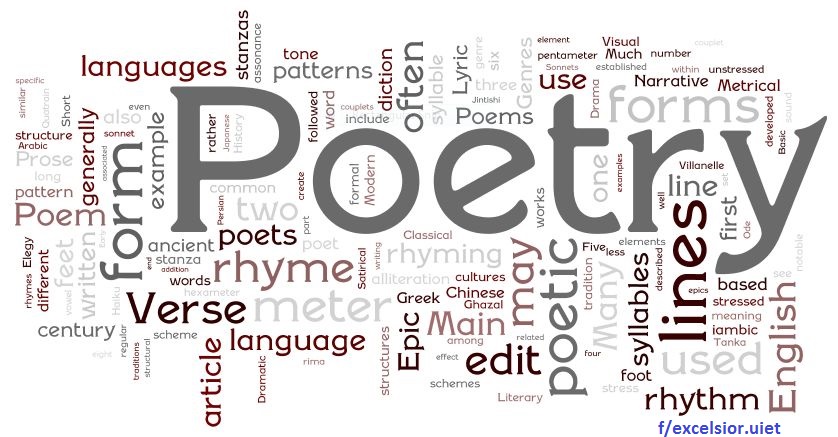 Poetry
languages
stanzas
assonance
tone
patterns
followed
word
couplets
include
diction
often
syllable
Lyric
Poems
genre
six
three
Jintishi
Genres
element
pentameter
Sonnets
established
use
Visual
Much
number
within
Narrative
Drama
forms
couplet
unstressed
Metrical
sound
developed
Basic
specific
similar
Quatrain
Short
structure
Arabic
sonnet
Prose
long
pattern
Poem
generally
also
even
associated
form
example
rather
Japanese
History
common
two
Persian
part
create
formal
Modern
works
one
examples
Villanelle
line
well
set
first
Ode
notable
rhymes
Elegy
different
vowel
feet
written
Early
Haiku
end
ancient
stanza
addition
words
hexameter
poets
poet
rhyme
Satirical
writing
Classical
rhyming
alliteration
cultures
Greek
Chinese
Ghazal
may
poetic
tradition
Five
less
Many
elements
described
syllables
lines
epics
based
stressed
meaning
iambic
Tanka
see
English
century
eight
regular
traditions
structural
scheme
Verse
article
meter
language
Dramatic
rima
structures
Epic
Main
among
effect
schemes
edit
related
Literary
four
stress
foot
used
rhythm
f/excelsior.uiet